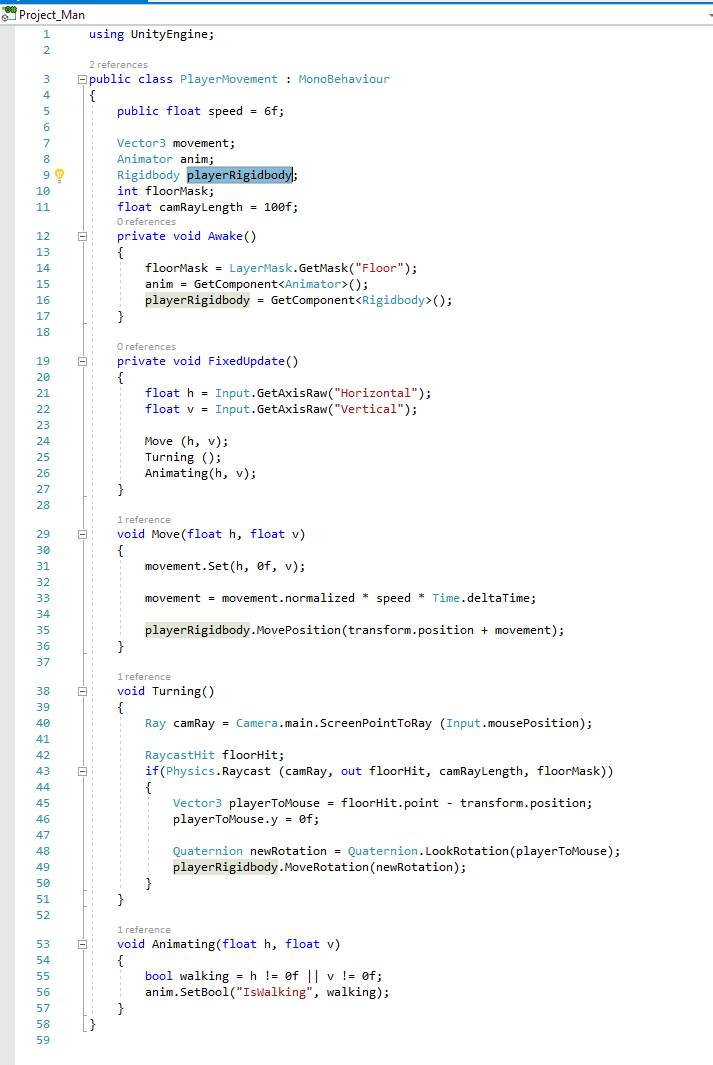 Project_Man
1 using UnityEngine;
2
2 references
3 public class PlayerMovement : MonoBehaviour
4 {
5 public float speed = 6f;
6
7 Vector3 movement;
8 Animator anim;
9 Rigidbody playerRigidbody;
10 int floorMask;
11 float camRayLength = 100f;
0 references
12 private void Awake()
13 {
14 floorMask = LayerMask.GetMask("Floor");
15 anim = GetComponent<Animator>();
16 playerRigidbody = GetComponent<Rigidbody>();
17 }
18
0 references
19 private void FixedUpdate()
20 {
21 float h = Input.GetAxisRaw("Horizontal");
22 float v = Input.GetAxisRaw("Vertical");
23
24 Move (h, v);
25 Turning ();
26 Animating(h, v);
27 }
28
1 reference
29 void Move(float h, float v)
30 {
31 movement.Set(h, 0f, v);
32
33 movement = movement.normalized * speed * Time.deltaTime;
34
35 playerRigidbody.MovePosition(transform.position + movement);
36 }
37
1 reference
38 void Turning()
39 {
40 Ray camRay = Camera.main.ScreenPointToRay (Input.mousePosition);
41
42 RaycastHit floorHit;
43 if(Physics.Raycast (camRay, out floorHit, camRayLength, floorMask))
44 {
45 Vector3 playerToMouse = floorHit.point - transform.position;
46 playerToMouse.y = 0f;
47
48 Quaternion newRotation = Quaternion.LookRotation(playerToMouse);
49 playerRigidbody.MoveRotation(newRotation);
50 }
51 }
52
1 reference
53 void Animating(float h, float v)
54 {
55 bool walking = h != 0f || v != 0f;
56 anim.SetBool("IsWalking", walking);
57 }
58 }
59